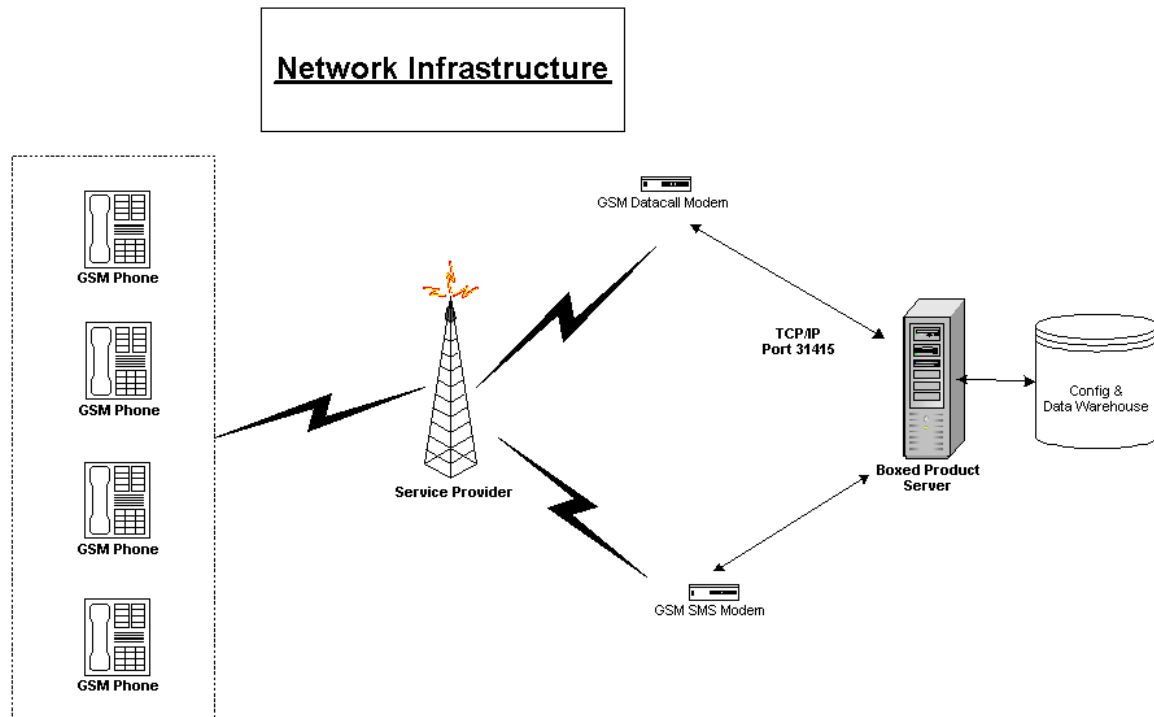 Network Infrastructure
GSM Phone
GSM Phone
GSM Phone
GSM Phone
Service Provider
GSM Datacall Modem
TCP/IP
Port 31415
GSM SMS Modem
Boxed Product
Server
Config &
Data Warehouse